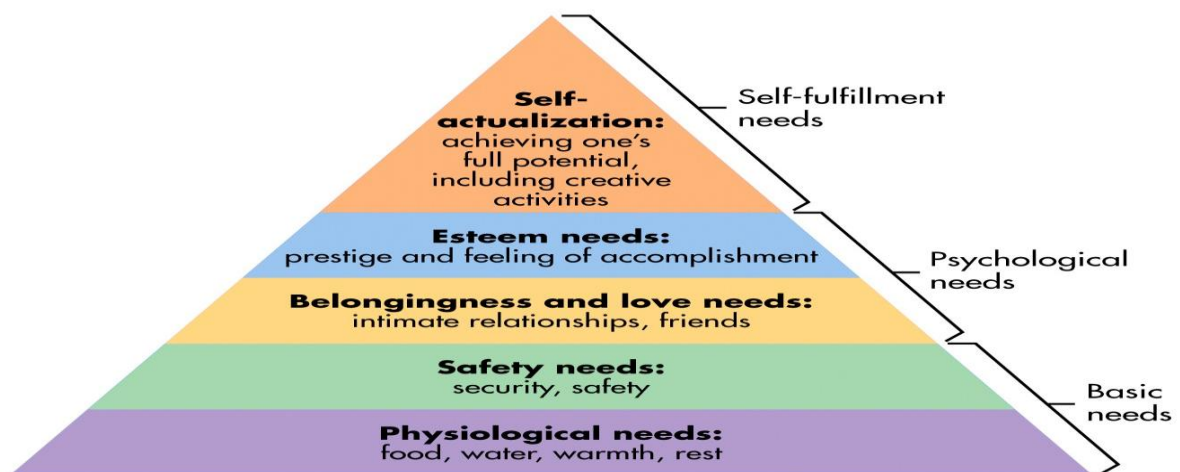 Self-
actualization:
achieving one's
full potential,
including creative
activities
Self-fulfillment
needs
Esteem needs:
prestige and feeling of accomplishment
Psychological
needs
Belongingness and love needs:
intimate relationships, friends
Safety needs:
security, safety
Basic
needs
Physiological needs:
food, water, warmth, rest